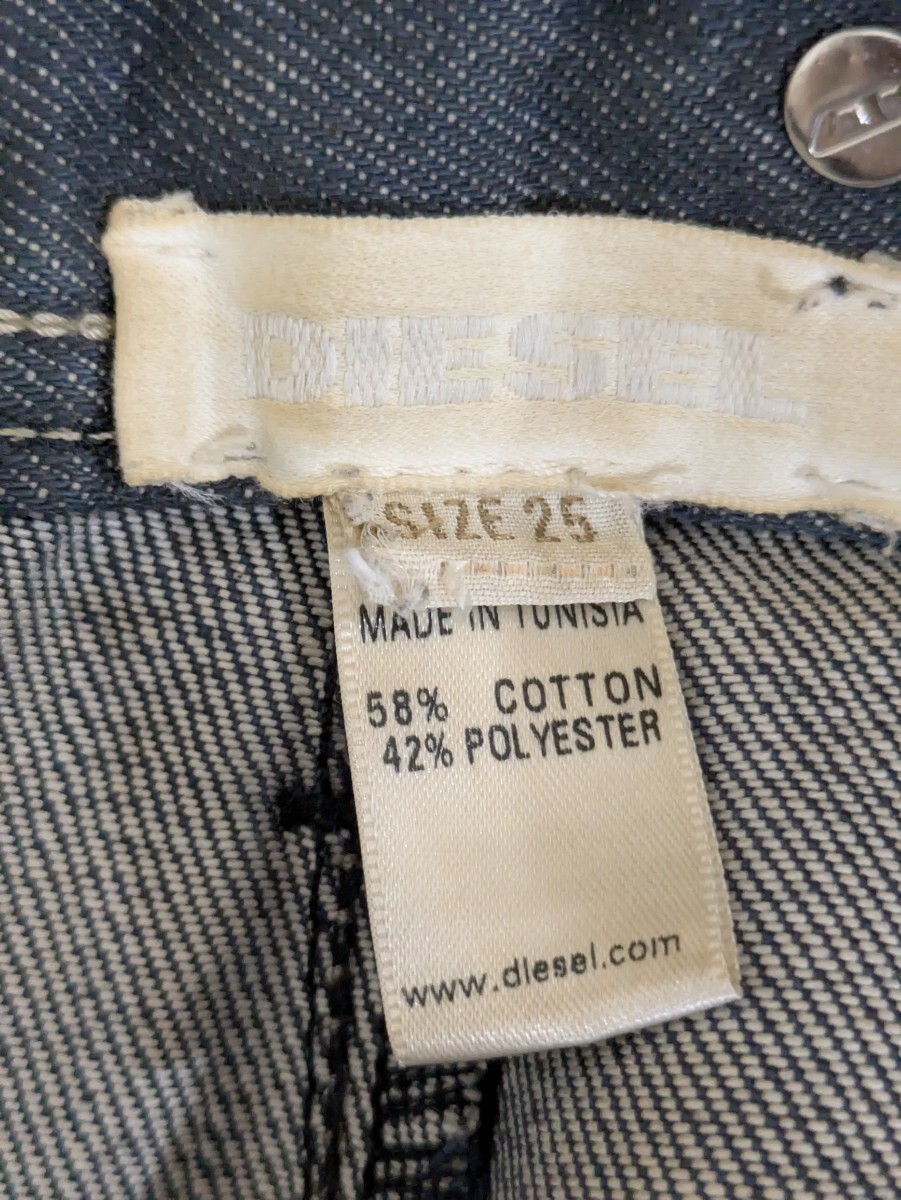 DIESEL
SIZE 25
MADE IN TUNISIA
58% COTTON
42% POLYESTER
www.diesel.com